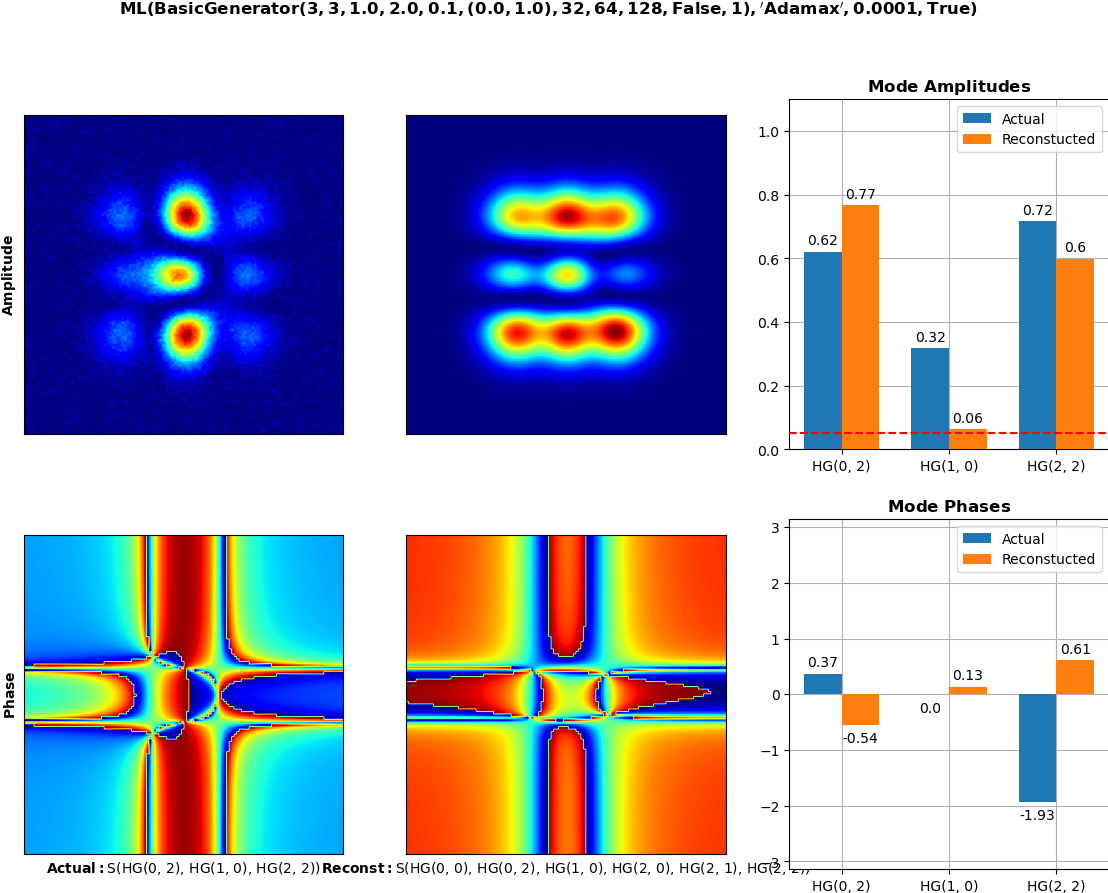 ML(BasicGenerator(3, 3, 1.0, 2.0, 0.1, (0.0, 1.0), 32, 64, 128, False, 1), 'Adamax', 0.0001, True)
Amplitude
Mode Amplitudes
Actual
Reconstucted
1.0
0.8
0.6
0.4
0.2
0.0
0.62
0.77
0.32
0.06
0.72
0.6
HG(0, 2)
HG(1, 0)
HG(2, 2)
Phase
Mode Phases
Actual
Reconstucted
3
2
1
0
−1
−2
−3
0.37
-0.54
0.0
0.13
-1.93
0.61
HG(0, 2)
HG(1, 0)
HG(2, 2)
Actual: S(HG(0, 2), HG(1, 0), HG(2, 2))
Reconst: S(HG(0, 0), HG(0, 2), HG(1, 0), HG(2, 0), HG(2, 1), HG(2, 2))